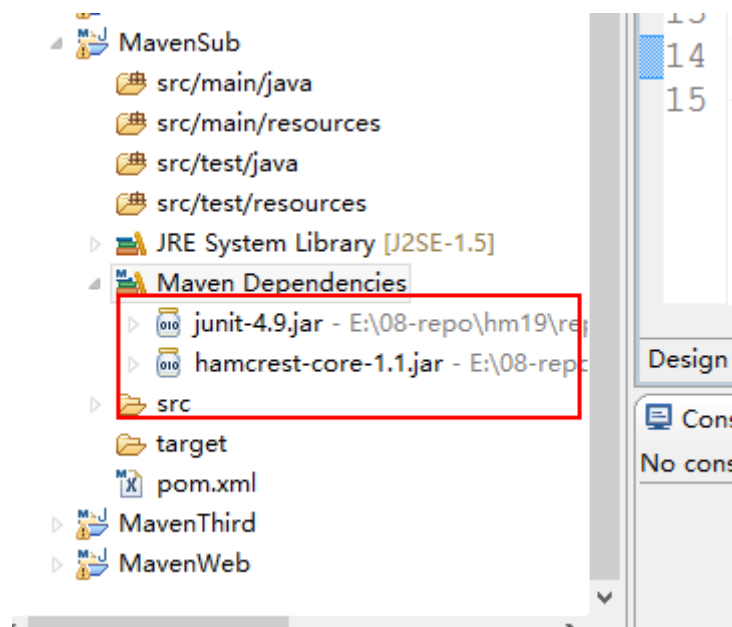 MavenSub
src/main/java
src/main/resources
src/test/java
src/test/resources
JRE System Library [J2SE-1.5]
Maven Dependencies
junit-4.9.jar - E:\08-repo\hm19\rep
hamcrest-core-1.1.jar - E:\08-repo
src
target
pom.xml
MavenThird
MavenWeb
14
15
Design
Cons
No cons